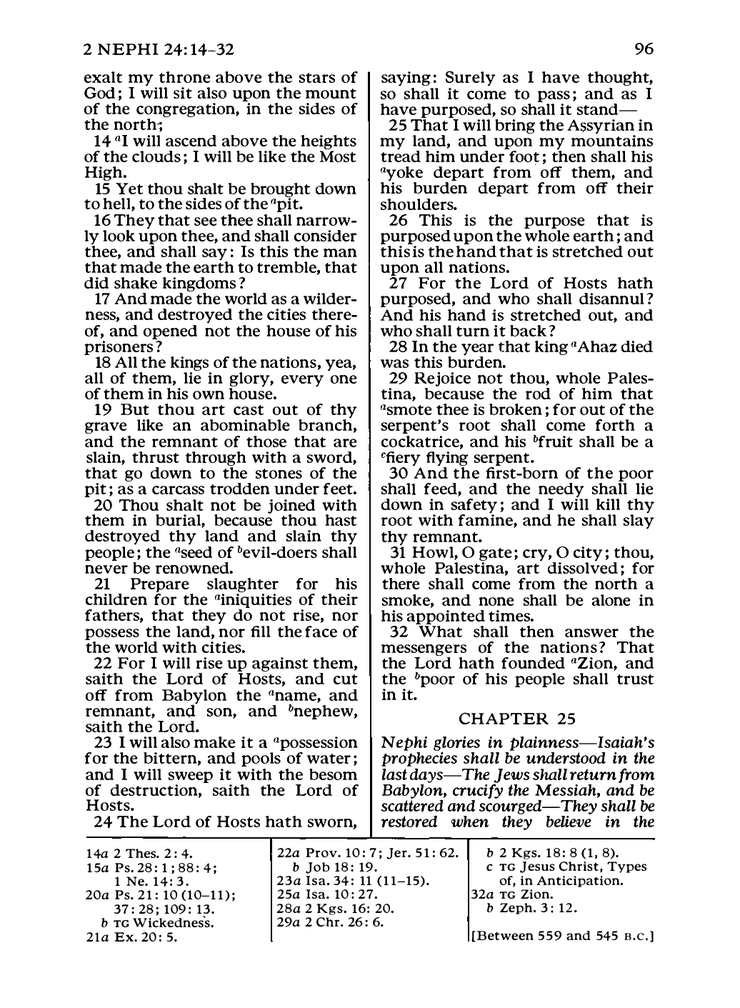 2 NEPHI 24:14–32
96
exalt my throne above the stars of
God; I will sit also upon the mount
of the congregation, in the sides of
the north;
14 aI will ascend above the heights
of the clouds; I will be like the Most
High.
15 Yet thou shalt be brought down
to hell, to the sides of the apit.
16 They that see thee shall narrow-
ly look upon thee, and shall consider
thee, and shall say: Is this the man
that made the earth to tremble, that
did shake kingdoms?
17 And made the world as a wilder-
ness, and destroyed the cities there-
of, and opened not the house of his
prisoners?
18 All the kings of the nations, yea,
all of them, lie in glory, every one
of them in his own house.
19 But thou art cast out of thy
grave like an abominable branch,
and the remnant of those that are
slain, thrust through with a sword,
that go down to the stones of the
pit; as a carcass trodden under feet.
20 Thou shalt not be joined with
them in burial, because thou hast
destroyed thy land and slain thy
people; the aseed of bevil-doers shall
never be renowned.
21 Prepare slaughter for his
children for the ainiquities of their
fathers, that they do not rise, nor
possess the land, nor fill the face of
the world with cities.
22 For I will rise up against them,
saith the Lord of Hosts, and cut
off from Babylon the aname, and
remnant, and son, and bnephew,
saith the Lord.
23 I will also make it a apossession
for the bittern, and pools of water;
and I will sweep it with the besom
of destruction, saith the Lord of
Hosts.
24 The Lord of Hosts hath sworn,
saying: Surely as I have thought,
so shall it come to pass; and as I
have purposed, so shall it stand—
25 That I will bring the Assyrian in
my land, and upon my mountains
tread him under foot; then shall his
ayoke depart from off them, and
his burden depart from off their
shoulders.
26 This is the purpose that is
purposed upon the whole earth; and
this is the hand that is stretched out
upon all nations.
27 For the Lord of Hosts hath
purposed, and who shall disannul?
And his hand is stretched out, and
who shall turn it back?
28 In the year that king aAhaz died
was this burden.
29 Rejoice not thou, whole Pales-
tina, because the rod of him that
asmote thee is broken; for out of the
serpent's root shall come forth a
cockatrice, and his bfruit shall be a
cfiery flying serpent.
30 And the first-born of the poor
shall feed, and the needy shall lie
down in safety; and I will kill thy
root with famine, and he shall slay
thy remnant.
31 Howl, O gate; cry, O city; thou,
whole Palestina, art dissolved; for
there shall come from the north a
smoke, and none shall be alone in
his appointed times.
32 What shall then answer the
messengers of the nations? That
the Lord hath founded aZion, and
the bpoor of his people shall trust
in it.
CHAPTER 25
Nephi glories in plainness—Isaiah's
prophecies shall be understood in the
last days—The Jews shall return from
Babylon, crucify the Messiah, and be
scattered and scourged—They shall be
restored when they believe in the
14a 2 Thes. 2: 4.
15a Ps. 28: 1; 88: 4;
1 Ne. 14: 3.
20a Ps. 21: 10 (10–11);
37: 28; 109: 13.
b TG Wickedness.
21a Ex. 20: 5.
22a Prov. 10: 7; Jer. 51: 62.
b Job 18: 19.
23a Isa. 34: 11 (11–15).
25a Isa. 10: 27.
28a 2 Kgs. 16: 20.
29a 2 Chr. 26: 6.
b 2 Kgs. 18: 8 (1, 8).
c TG Jesus Christ, Types
of, in Anticipation.
32a TG Zion.
b Zeph. 3: 12.
[Between 559 and 545 B.C.]